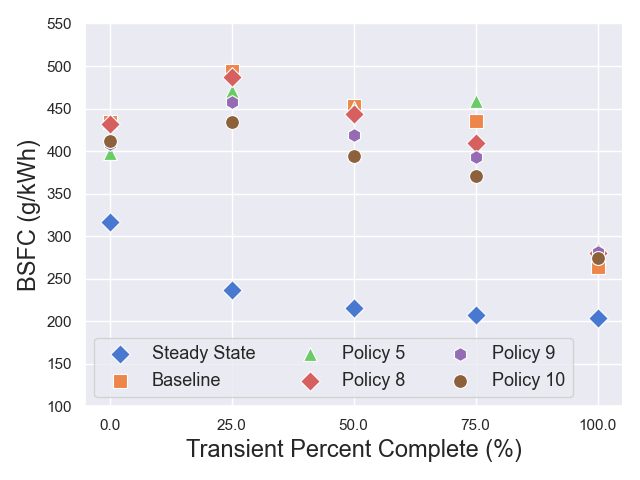 550
500
450
400
350
300
250
200
150
100
BSFC (g/kWh)
Steady State
Baseline
Policy 5
Policy 8
Policy 9
Policy 10
0.0 25.0 50.0 75.0 100.0
Transient Percent Complete (%)